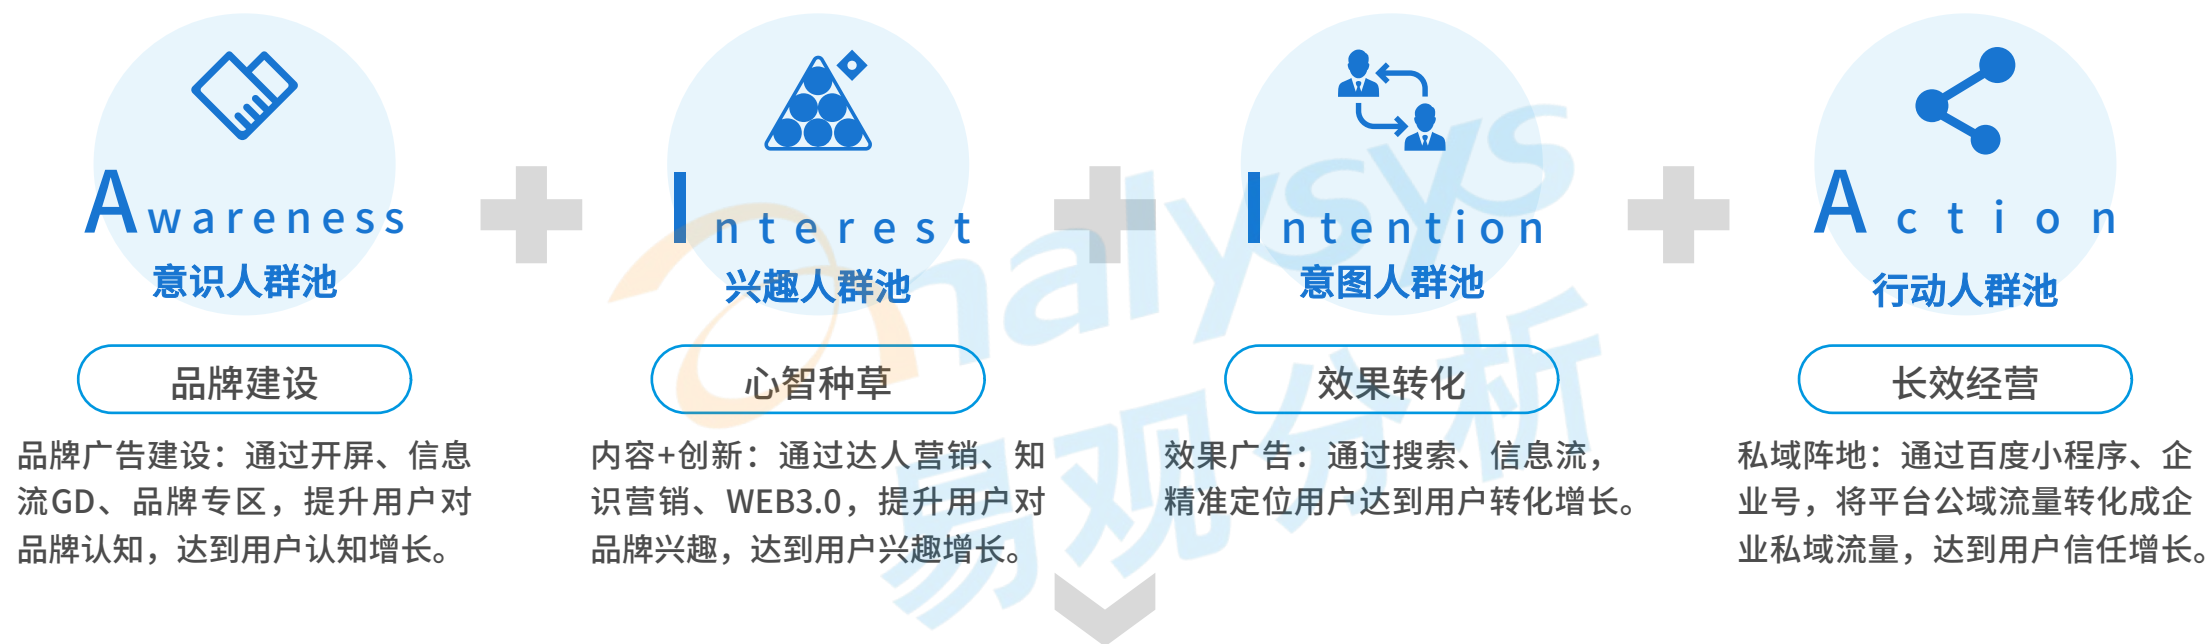 Awareness
意识人群池
品牌建设
品牌广告建设：通过开屏、信息
流GD、品牌专区，提升用户对
品牌认知，达到用户认知增长。
Interest
兴趣人群池
心智种草
内容+创新：通过达人营销、知
识营销、WEB3.0，提升用户对
品牌兴趣，达到用户兴趣增长。
Intention
意图人群池
效果转化
效果广告：通过搜索、信息流，
精准定位用户达到用户转化增长。
Action
行动人群池
长效经营
私域阵地：通过百度小程序、企
业号，将平台公域流量转化成企
业私域流量，达到用户信任增长。
analysys
易观分析